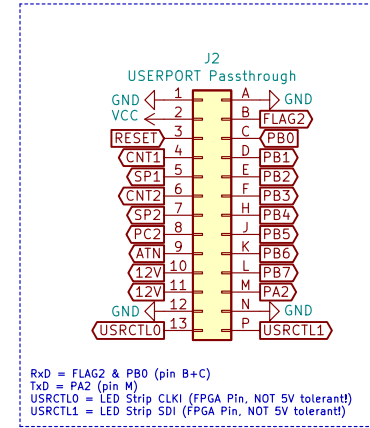 J2
USERPORT Passthrough
GND 1 A GND
VCC 2 B FLAG2
RESET 3 C PB0
CNT1 4 D PB1
SP1 5 E PB2
CNT2 6 F PB3
SP2 7 H PB4
PC2 8 J PB5
ATN 9 K PB6
12V 10 L PB7
12V 11 M PA2
GND 12 N GND
USRCTL0 13 P USRCTL1
RxD = FLAG2 & PB0 (pin B+C)
TxD = PA2 (pin M)
USRCTL0 = LED Strip CLKI (FPGA Pin, NOT 5V tolerant!)
USRCTL1 = LED Strip SDI (FPGA Pin, NOT 5V tolerant!)